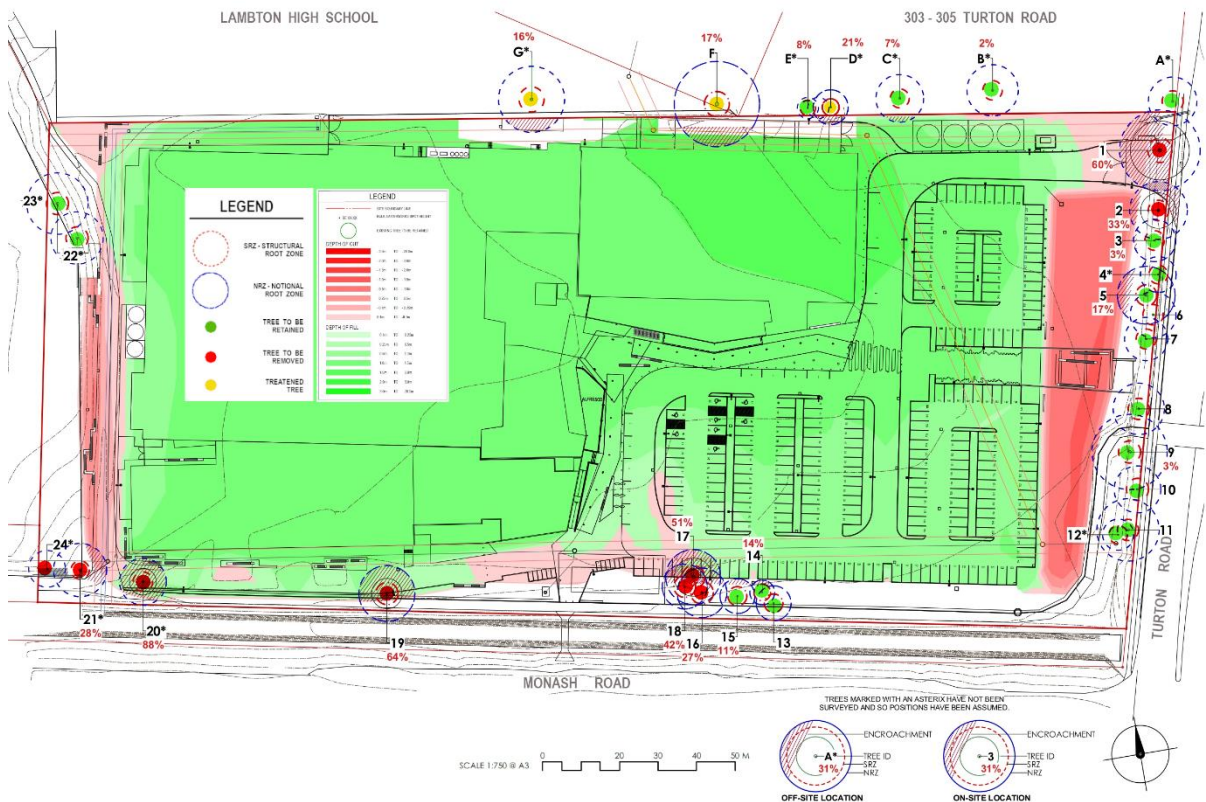 LAMBTON HIGH SCHOOL
303 - 305 TURTON ROAD
16%
G*
17%
F
8%
E*
21%
D*
7%
C*
2%
B*
A*
1
60%
2
33%
3
3%
4*
5
17%
6
7
8
9
3%
10
11
12*
TURTON ROAD
23*
22*
LEGEND
SRZ - STRUCTURAL
ROOT ZONE
NRZ - NOTIONAL
ROOT ZONE
TREE TO BE
RETAINED
TREE TO BE
REMOVED
TREATENED
TREE
LEGEND
DEPTH OF CUT
DEPTH OF FILL
ALFRESCO
24*
21*
28%
20*
88%
19
64%
51%
17
14%
14
18
42%
16
27%
15
11%
13
MONASH ROAD
TREES MARKED WITH AN ASTERIX HAVE NOT BEEN
SURVEYED AND SO POSITIONS HAVE BEEN ASSUMED.
ENCROACHMENT
A*
TREE ID
31%
SRZ
NRZ
OFF-SITE LOCATION
ENCROACHMENT
3
TREE ID
31%
SRZ
NRZ
ON-SITE LOCATION
SCALE 1:750 @ A3
0 10 20 30 40 50 M